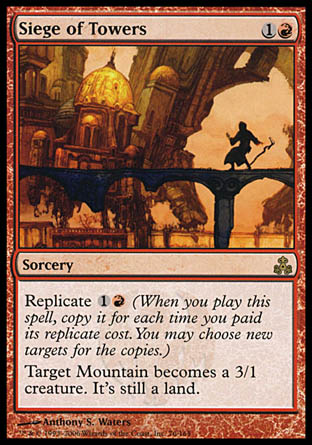 Siege of Towers 1
Sorcery
Replicate 1 (When you play this
spell, copy it for each time you paid
its replicate cost. You may choose new
targets for the copies.)
Target Mountain becomes a 3/1
creature. It's still a land.
Anthony S. Waters